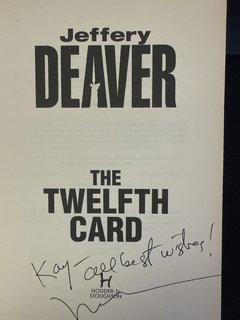 Jeffery
DEAVER
THE
TWELFTH
CARD
Kay- all best wishes!
H
HODDER &
STOUGHTON